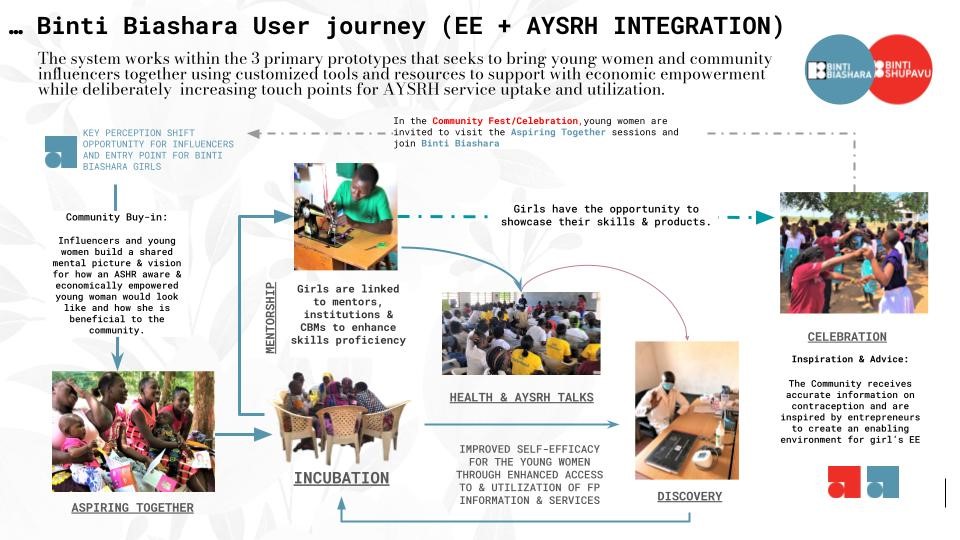 … Binti Biashara User journey (EE + AYSRH INTEGRATION)
The system works within the 3 primary prototypes that seeks to bring young women and community
influencers together using customized tools and resources to support with economic empowerment
while deliberately increasing touch points for AYSRH service uptake and utilization.
BINTI
BIASHARA
BINTI
SHUPAVU
In the Community Fest/Celebration,young women are
invited to visit the Aspiring Together sessions and
join Binti Biashara
KEY PERCEPTION SHIFT
OPPORTUNITY FOR INFLUENCERS
AND ENTRY POINT FOR BINTI
BIASHARA GIRLS
Community Buy-in:
Influencers and young
women build a shared
mental picture & vision
for how an ASHR aware &
economically empowered
young woman would look
like and how she is
beneficial to the
community.
ASPIRING TOGETHER
MENTORSHIP
Girls are linked
to mentors,
institutions &
CBMs to enhance
skills proficiency
INCUBATION
Girls have the opportunity to
showcase their skills & products.
HEALTH & AYSRH TALKS
IMPROVED SELF-EFFICACY
FOR THE YOUNG WOMEN
THROUGH ENHANCED ACCESS
TO & UTILIZATION OF FP
INFORMATION & SERVICES
DISCOVERY
CELEBRATION
Inspiration & Advice:
The Community receives
accurate information on
contraception and are
inspired by entrepreneurs
to create an enabling
environment for girl's EE